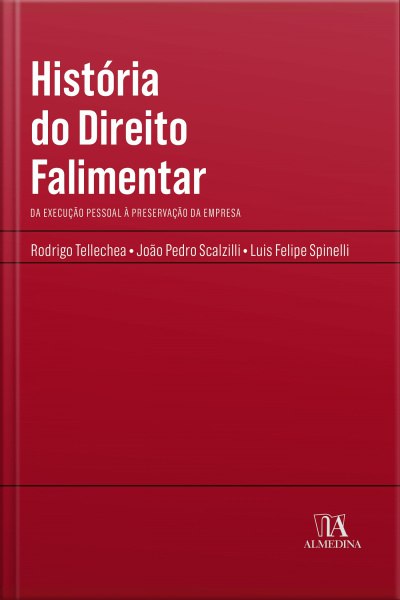 História
do Direito
Falimentar
DA EXECUÇÃO PESSOAL À PRESERVAÇÃO DA EMPRESA
Rodrigo Tellechea • João Pedro Scalzilli • Luis Felipe Spinelli
ALMEDINA